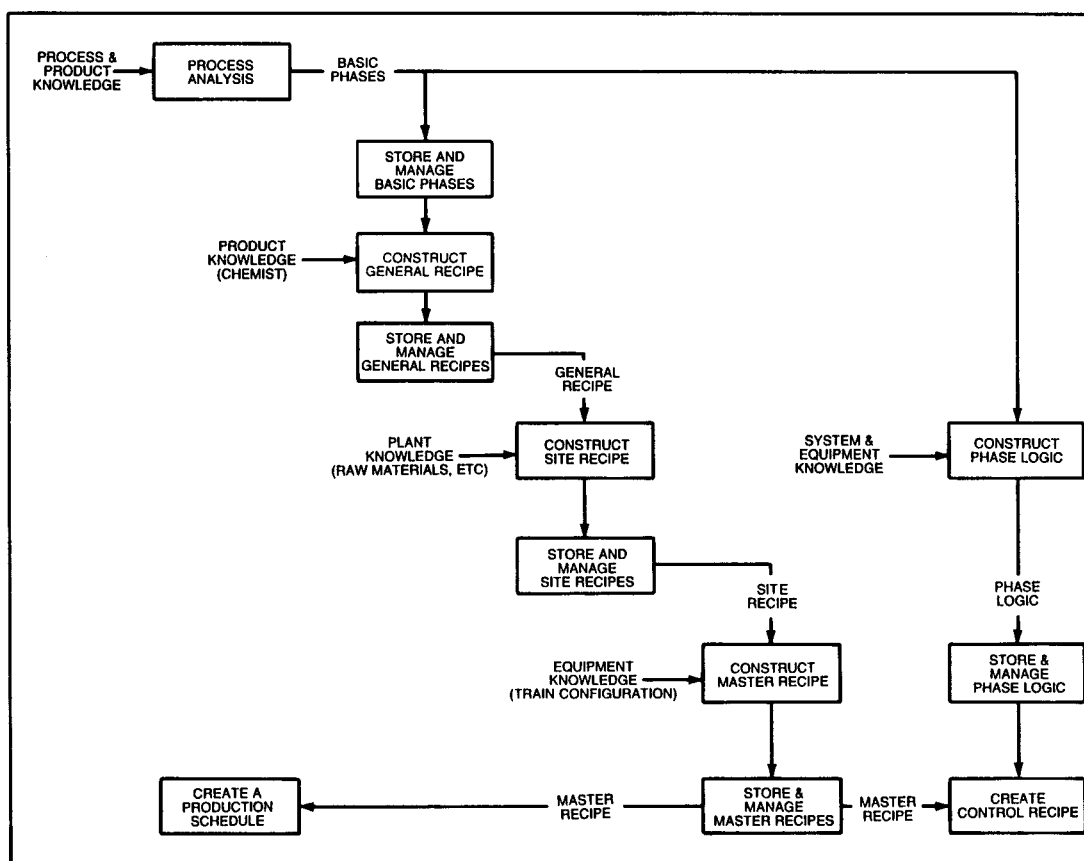 PROCESS &
PRODUCT
KNOWLEDGE
PROCESS
ANALYSIS
BASIC
PHASES
STORE AND
MANAGE
BASIC PHASES
PRODUCT
KNOWLEDGE
(CHEMIST)
CONSTRUCT
GENERAL RECIPE
STORE AND
MANAGE
GENERAL RECIPES
GENERAL
RECIPE
PLANT
KNOWLEDGE
(RAW MATERIALS, ETC)
CONSTRUCT
SITE RECIPE
SYSTEM &
EQUIPMENT
KNOWLEDGE
CONSTRUCT
PHASE LOGIC
STORE AND
MANAGE
SITE RECIPES
SITE
RECIPE
PHASE
LOGIC
EQUIPMENT
KNOWLEDGE
(TRAIN CONFIGURATION)
CONSTRUCT
MASTER RECIPE
STORE &
MANAGE
PHASE LOGIC
CREATE A
PRODUCTION
SCHEDULE
MASTER
RECIPE
STORE &
MANAGE
MASTER RECIPES
MASTER
RECIPE
CREATE
CONTROL RECIPE